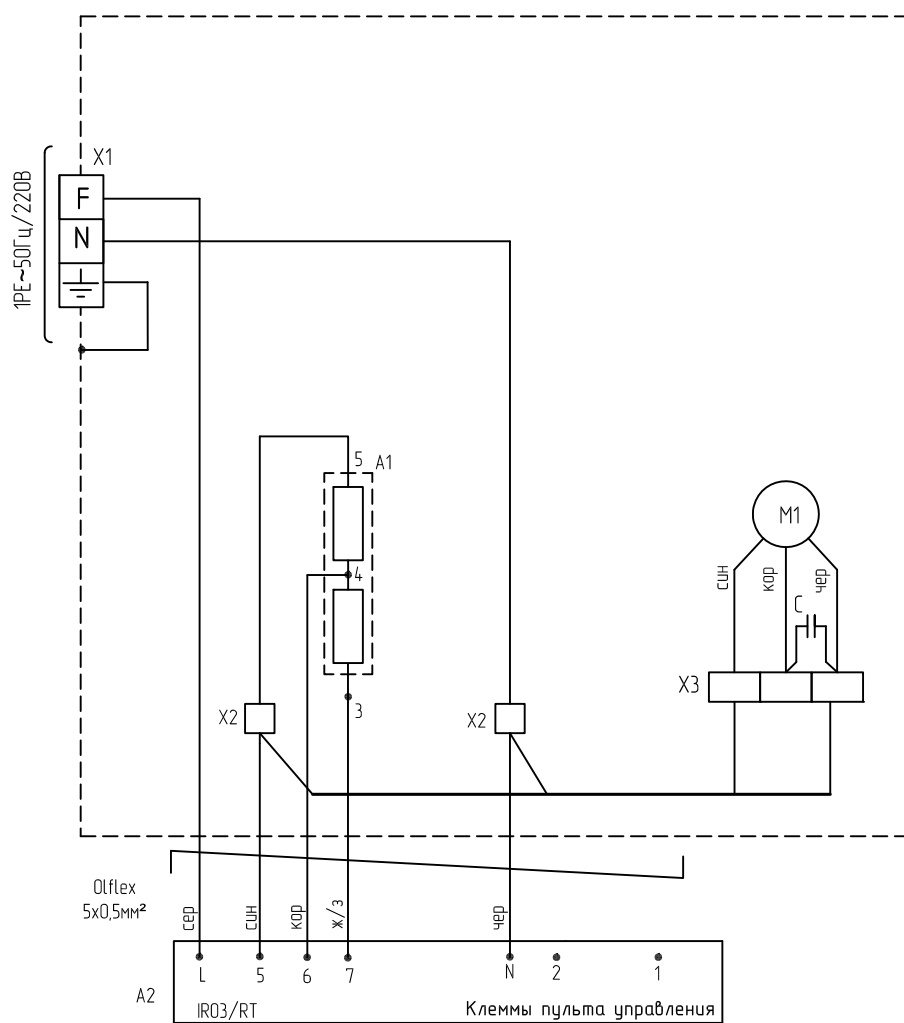 X1
1PE~50Гц/220В
F
N
5
A1
4
3
M1
син
кор
чер
C
X3
X2
X2
Olflex
5x0,5мм²
сер
син
кор
ж/з
чер
L
5
6
7
N
2
1
A2
IR03/RT
Клеммы пульта управления